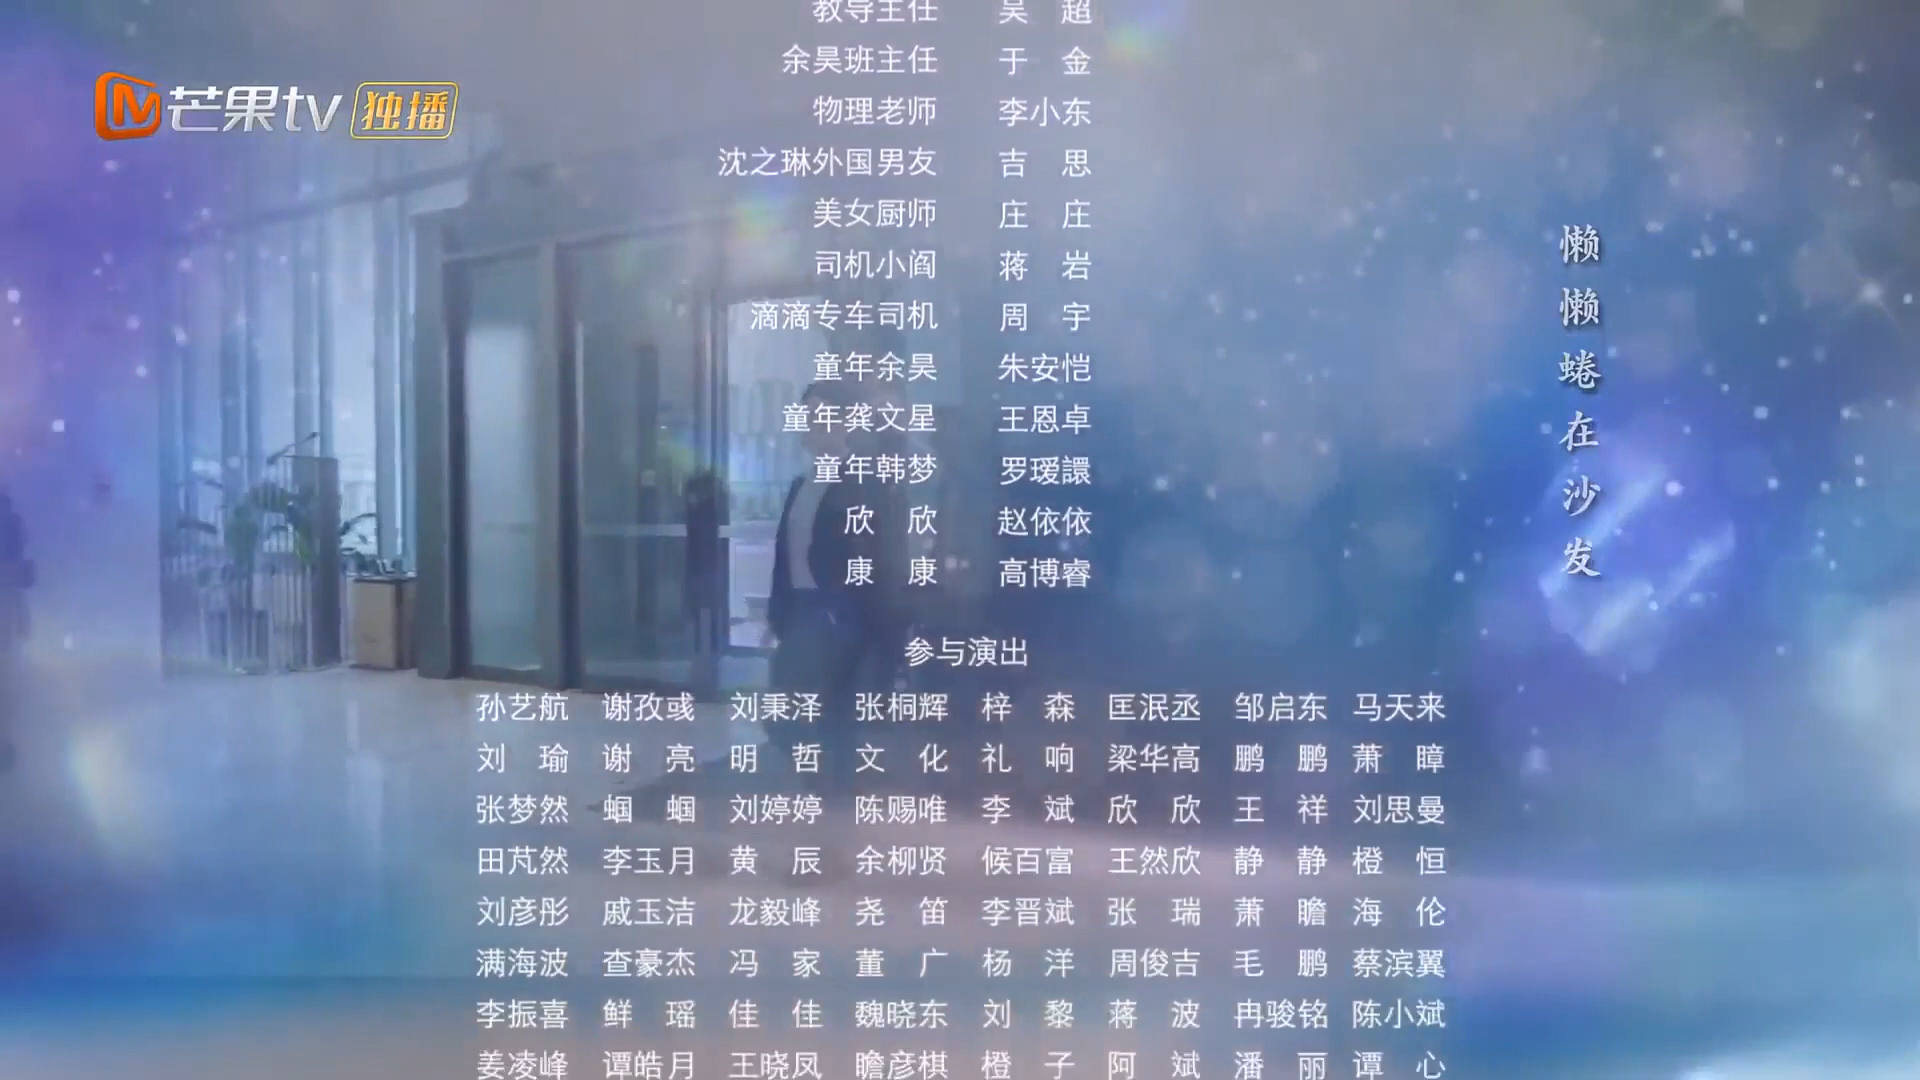 教导主任 吴 超
余昊班主任 于 金
芒果tv 独播
物理老师 李小东
沈之琳外国男友 吉 思
美女厨师 庄 庄
司机小阎 蒋 岩
滴滴专车司机 周 宇
童年余昊 朱安恺
童年龚文星 王恩卓
童年韩梦 罗瑷譞
欣 欣 赵依依
康 康 高博睿
懒懒蜷在沙发
参与演出
孙艺航 谢孜彧 刘秉泽 张桐辉 梓 森 匡泯丞 邹启东 马天来
刘 瑜 谢 亮 明 哲 文 化 礼 响 梁华高 鹏 鹏 萧 暲
张梦然 蝈 蝈 刘婷婷 陈赐唯 李 斌 欣 欣 王 祥 刘思曼
田芃然 李玉月 黄 辰 余柳贤 候百富 王然欣 静 静 橙 恒
刘彦彤 戚玉洁 龙毅峰 尧 笛 李晋斌 张 瑞 萧 瞻 海 伦
满海波 查豪杰 冯 家 董 广 杨 洋 周俊吉 毛 鹏 蔡滨翼
李振喜 鲜 瑶 佳 佳 魏晓东 刘 黎 蒋 波 冉骏铭 陈小斌
姜凌峰 谭皓月 王晓凤 瞻彦棋 橙 子 阿 斌 潘 丽 谭 心